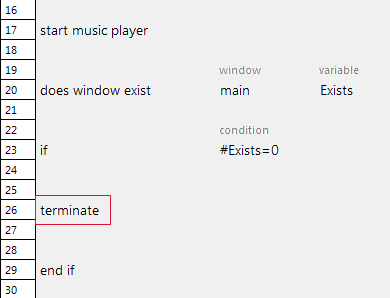 16
17 start music player
18
19 window variable
20 does window exist main Exists
21
22 condition
23 if #Exists=0
24
25
26 terminate
27
28
29 end if
30